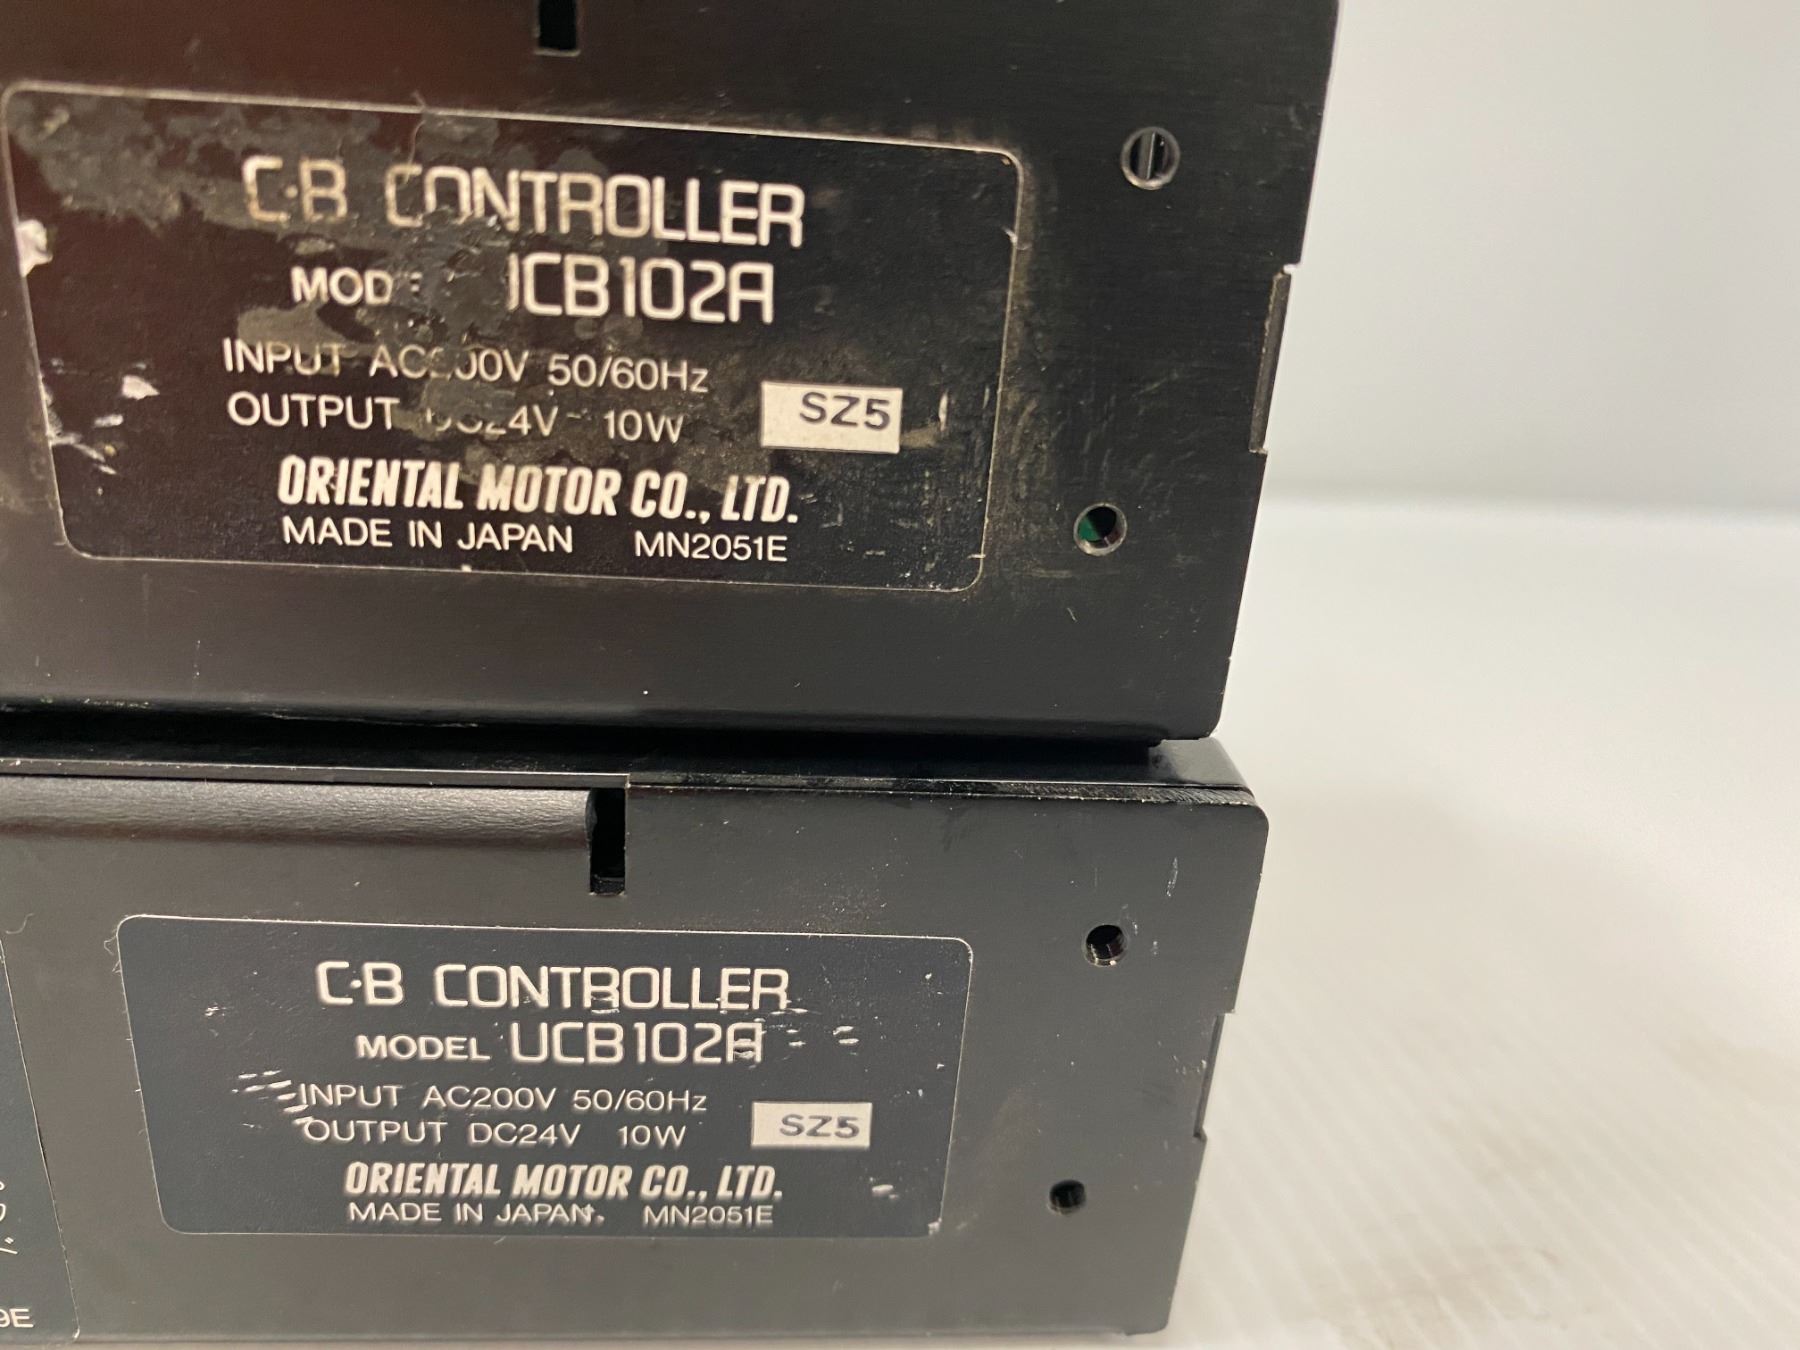 C·B CONTROLLER
UCB102A
INPUT 50/60Hz
OUTPUT 10W
SZ5
ORIENTAL MOTOR CO., LTD.
MADE IN JAPAN MN2051E
C·B CONTROLLER
MODEL UCB102A
INPUT AC200V 50/60Hz
OUTPUT DC24V 10W
SZ5
ORIENTAL MOTOR CO., LTD.
MADE IN JAPAN MN2051E
9E